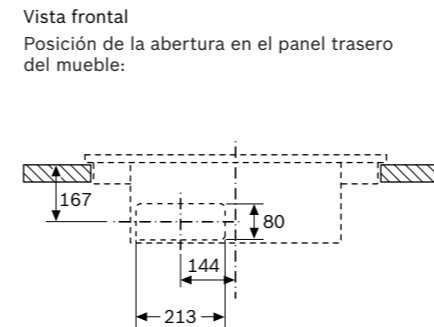 Vista frontal
Posición de la abertura en el panel trasero
del mueble:
167
80
144
213